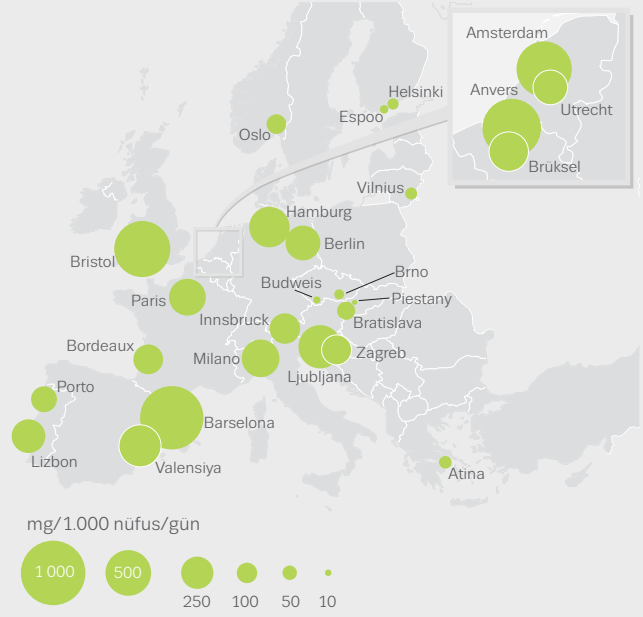 Amsterdam
Anvers
Utrecht
Brüksel
Helsinki
Espoo
Oslo
Vilnius
Hamburg
Berlin
Bristol
Brno
Budweis
Piestany
Paris
Innsbruck
Bratislava
Bordeaux
Milano
Zagreb
Ljubljana
Porto
Barselona
Lizbon
Valensiya
Atina
mg/1.000 nüfus/gün
1 000
500
250
100
50
10